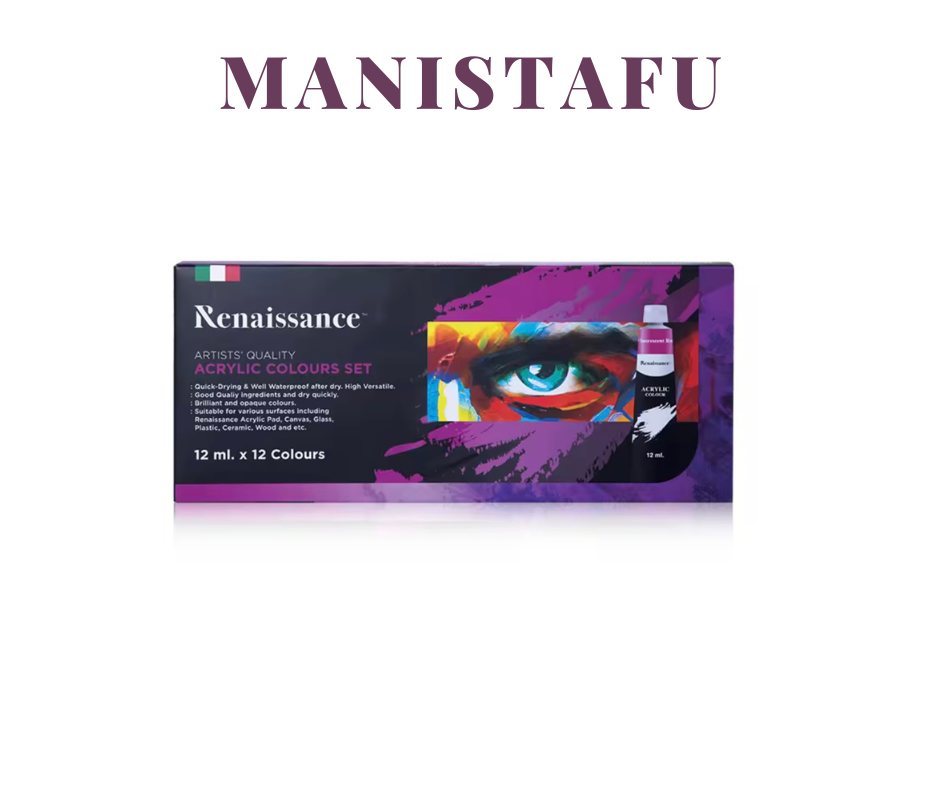 MANISTAFU
Renaissance™
ARTISTS' QUALITY
ACRYLIC COLOURS SET
: Quick-Drying & Well Waterproof after dry. High Versatile.
: Good Qualiy ingredients and dry quickly.
: Brilliant and opaque colours.
: Suitable for various surfaces including
Renaissance Acrylic Pad, Canvas, Glass,
Plastic, Ceramic, Wood and etc.
12 ml. x 12 Colours
Renaissance
ACRYLIC
COLOUR
12 ml.